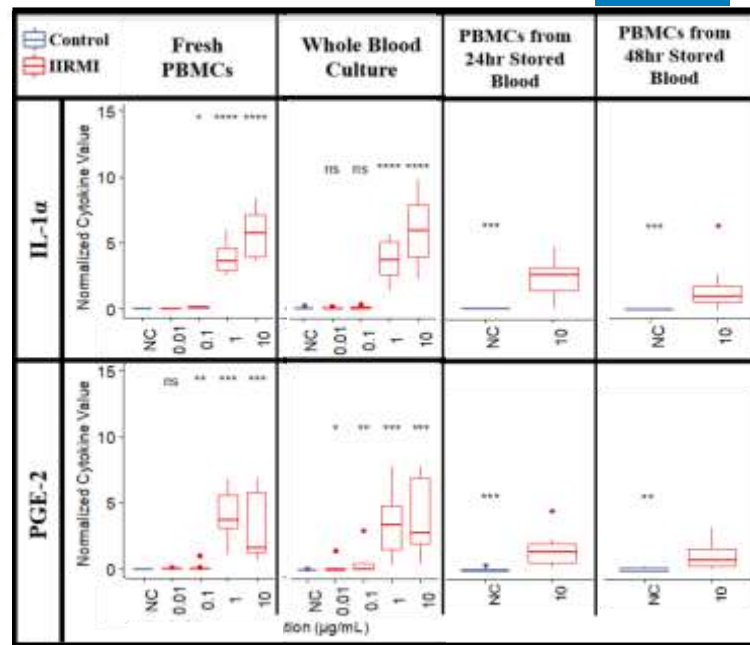 Control
IIRMI
Fresh
PBMCs
Whole Blood
Culture
PBMCs from
24hr Stored
Blood
PBMCs from
48hr Stored
Blood
IL-1α
Normalized Cytokine Value
15
10
5
0
* **** ****
ns ns **** ****
***
***
NC 0.01 0.1 1 10
NC 0.01 0.1 1 10
NC 10
NC 10
PGE-2
Normalized Cytokine Value
15
10
5
0
ns ** *** ***
* ** *** ***
***
**
NC 0.01 0.1 1 10
NC 0.01 0.1 1 10
NC 10
NC 10
tion (µg/mL)